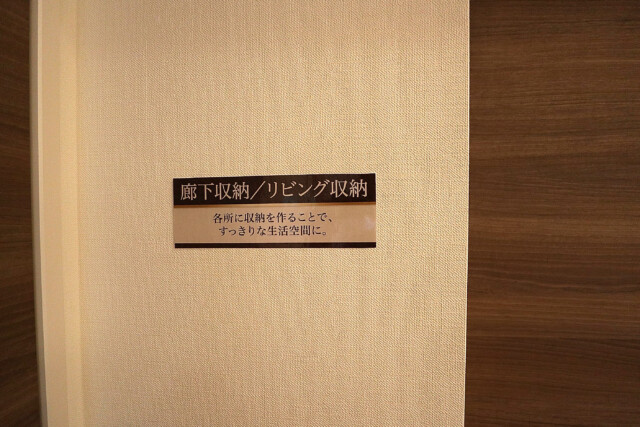 廊下収納／リビング収納
各所に収納を作ることで、
すっきりな生活空間に。